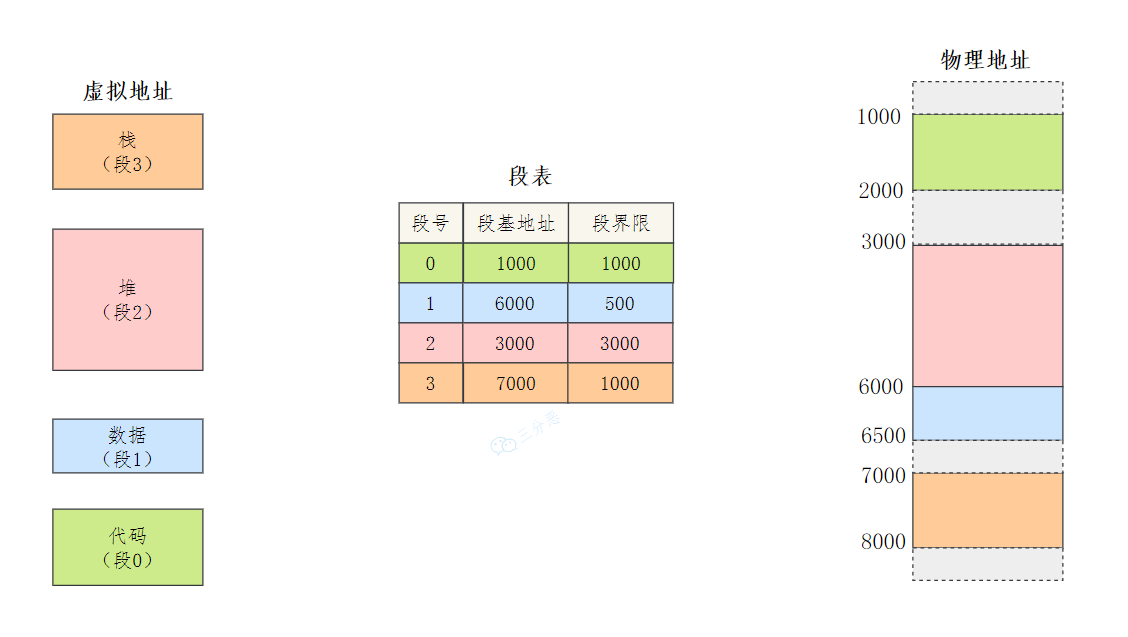 虚拟地址
栈
（段3）
堆
（段2）
数据
（段1）
代码
（段0）
段表
段号 段基地址 段界限
0 1000 1000
1 6000 500
2 3000 3000
3 7000 1000
三分恶
物理地址
1000
2000
3000
6000
6500
7000
8000